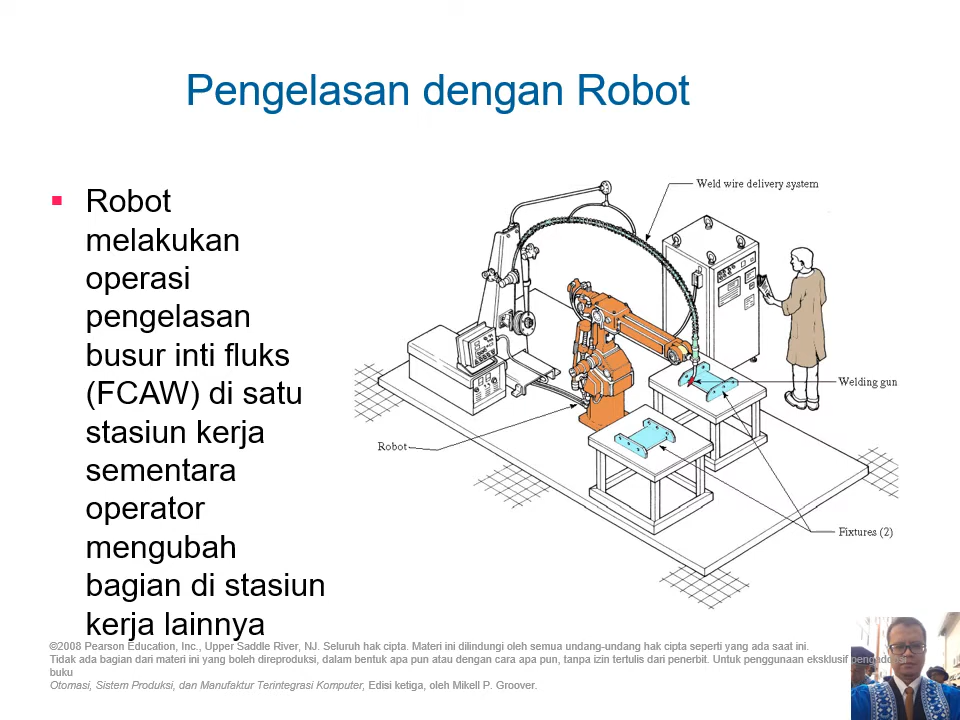 Pengelasan dengan Robot
Robot
melakukan
operasi
pengelasan
busur inti fluks
(FCAW) di satu
stasiun kerja
sementara
operator
mengubah
bagian di stasiun
kerja lainnya
Weld wire delivery system
Welding gun
Robot
Fixtures (2)
©2008 Pearson Education, Inc., Upper Saddle River, NJ. Seluruh hak cipta. Materi ini dilindungi oleh semua undang-undang hak cipta seperti yang ada saat ini.
Tidak ada bagian dari materi ini yang boleh direproduksi, dalam bentuk apa pun atau dengan cara apa pun, tanpa izin tertulis dari penerbit. Untuk penggunaan eksklusif
buku
Otomasi, Sistem Produksi, dan Manufaktur Terintegrasi Komputer, Edisi ketiga, oleh Mikell P. Groover.